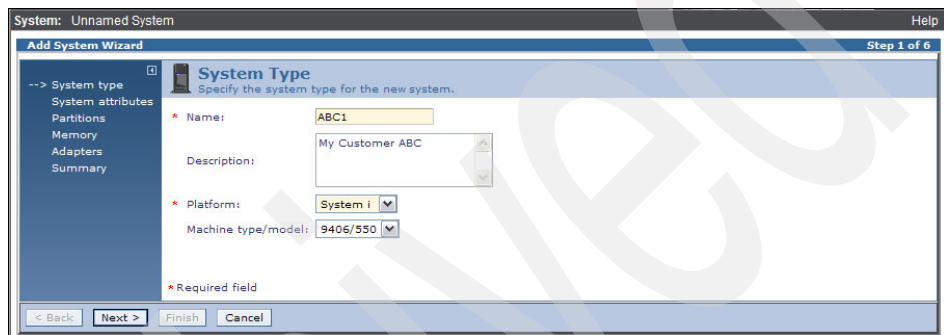 System: Unnamed System Help
Add System Wizard Step 1 of 6
--> System type
System attributes
Partitions
Memory
Adapters
Summary
System Type
Specify the system type for the new system.
* Name: ABC1
Description: My Customer ABC
* Platform: System i
Machine type/model: 9406/550
* Required field
< Back Next > Finish Cancel